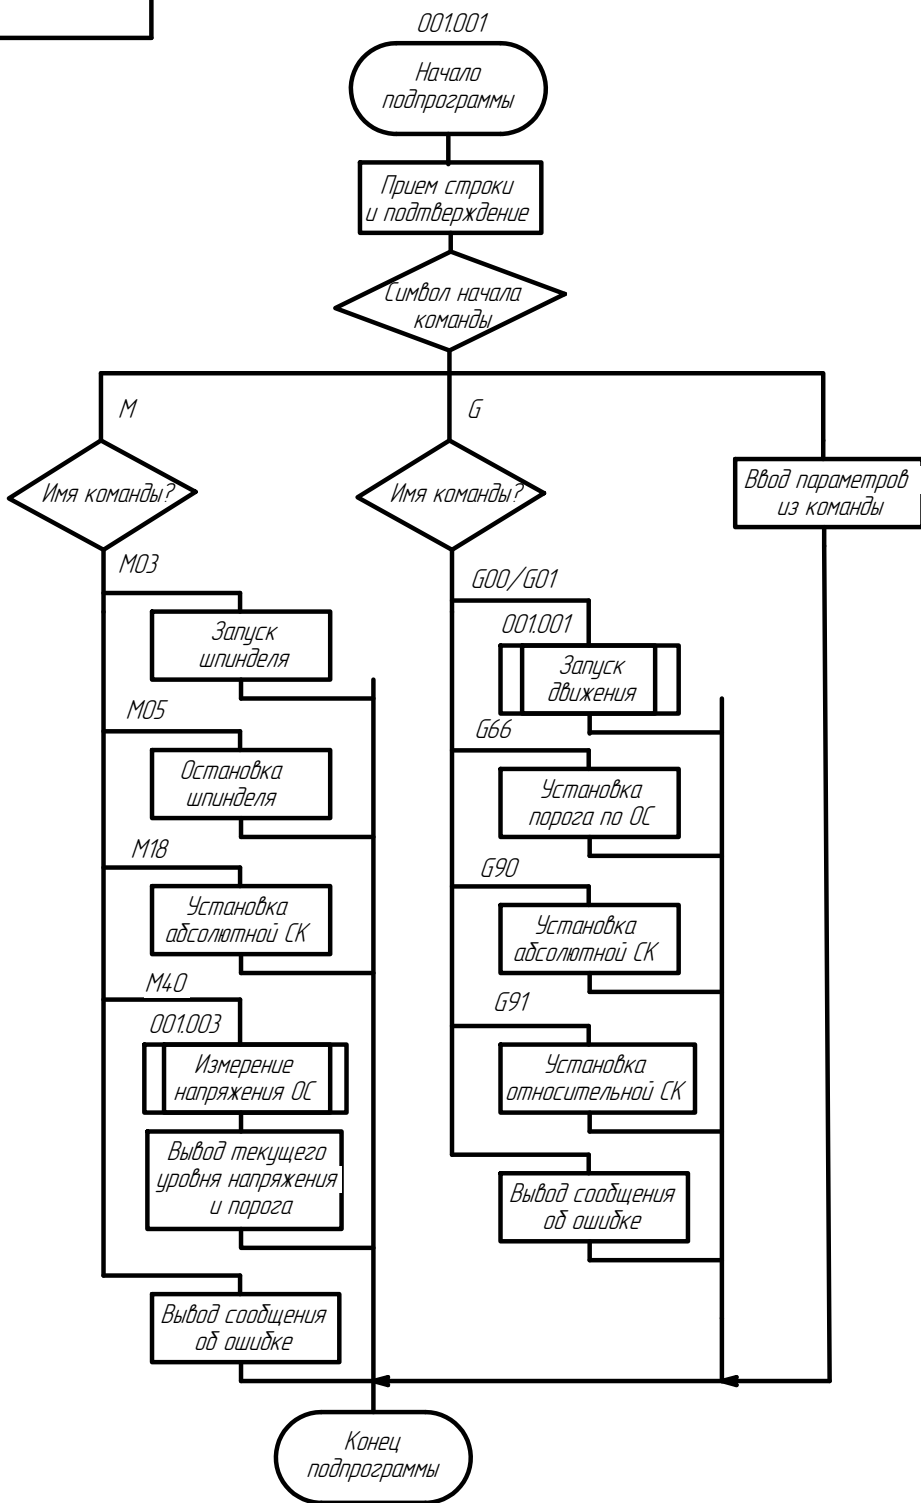 001.001
Начало
подпрограммы
Прием строки
и подтверждение
Символ начала
команды
M
G
Имя команды?
Имя команды?
Ввод параметров
из команды
M03
Запуск
шпинделя
M05
Остановка
шпинделя
M18
Установка
абсолютной СК
M40
001.003
Измерение
напряжения ОС
Вывод текущего
уровня напряжения
и порога
Вывод сообщения
об ошибке
G00/G01
001.001
Запуск
движения
G66
Установка
порога по ОС
G90
Установка
абсолютной СК
G91
Установка
относительной СК
Вывод сообщения
об ошибке
Конец
подпрограммы